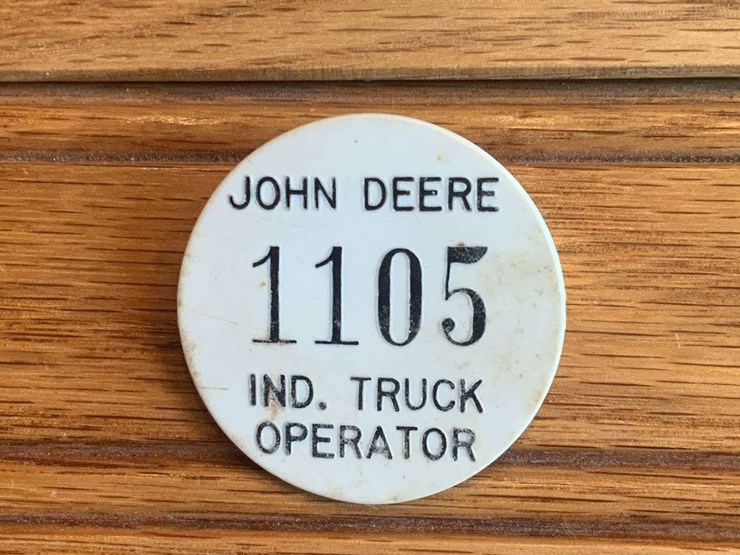 JOHN DEERE
1105
IND. TRUCK
OPERATOR